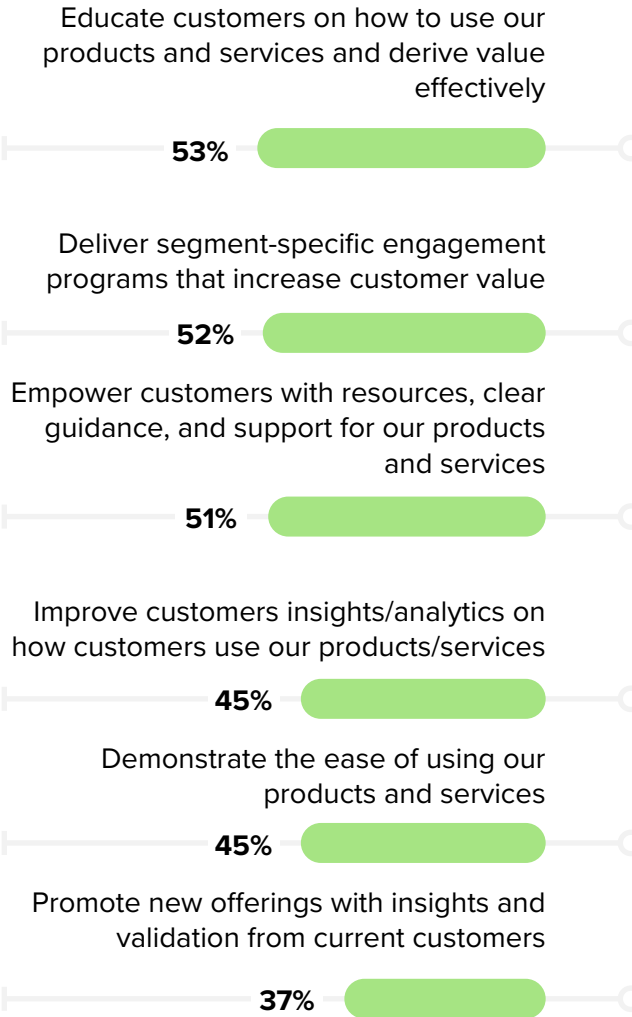 Educate customers on how to use our
products and services and derive value
effectively
53%
Deliver segment-specific engagement
programs that increase customer value
52%
Empower customers with resources, clear
guidance, and support for our products
and services
51%
Improve customers insights/analytics on
how customers use our products/services
45%
Demonstrate the ease of using our
products and services
45%
Promote new offerings with insights and
validation from current customers
37%